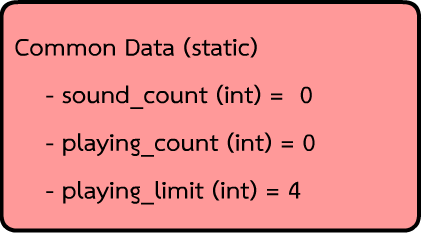 Common Data (static)
- sound_count (int) =  0
- playing_count (int) = 0
- playing_limit (int) = 4